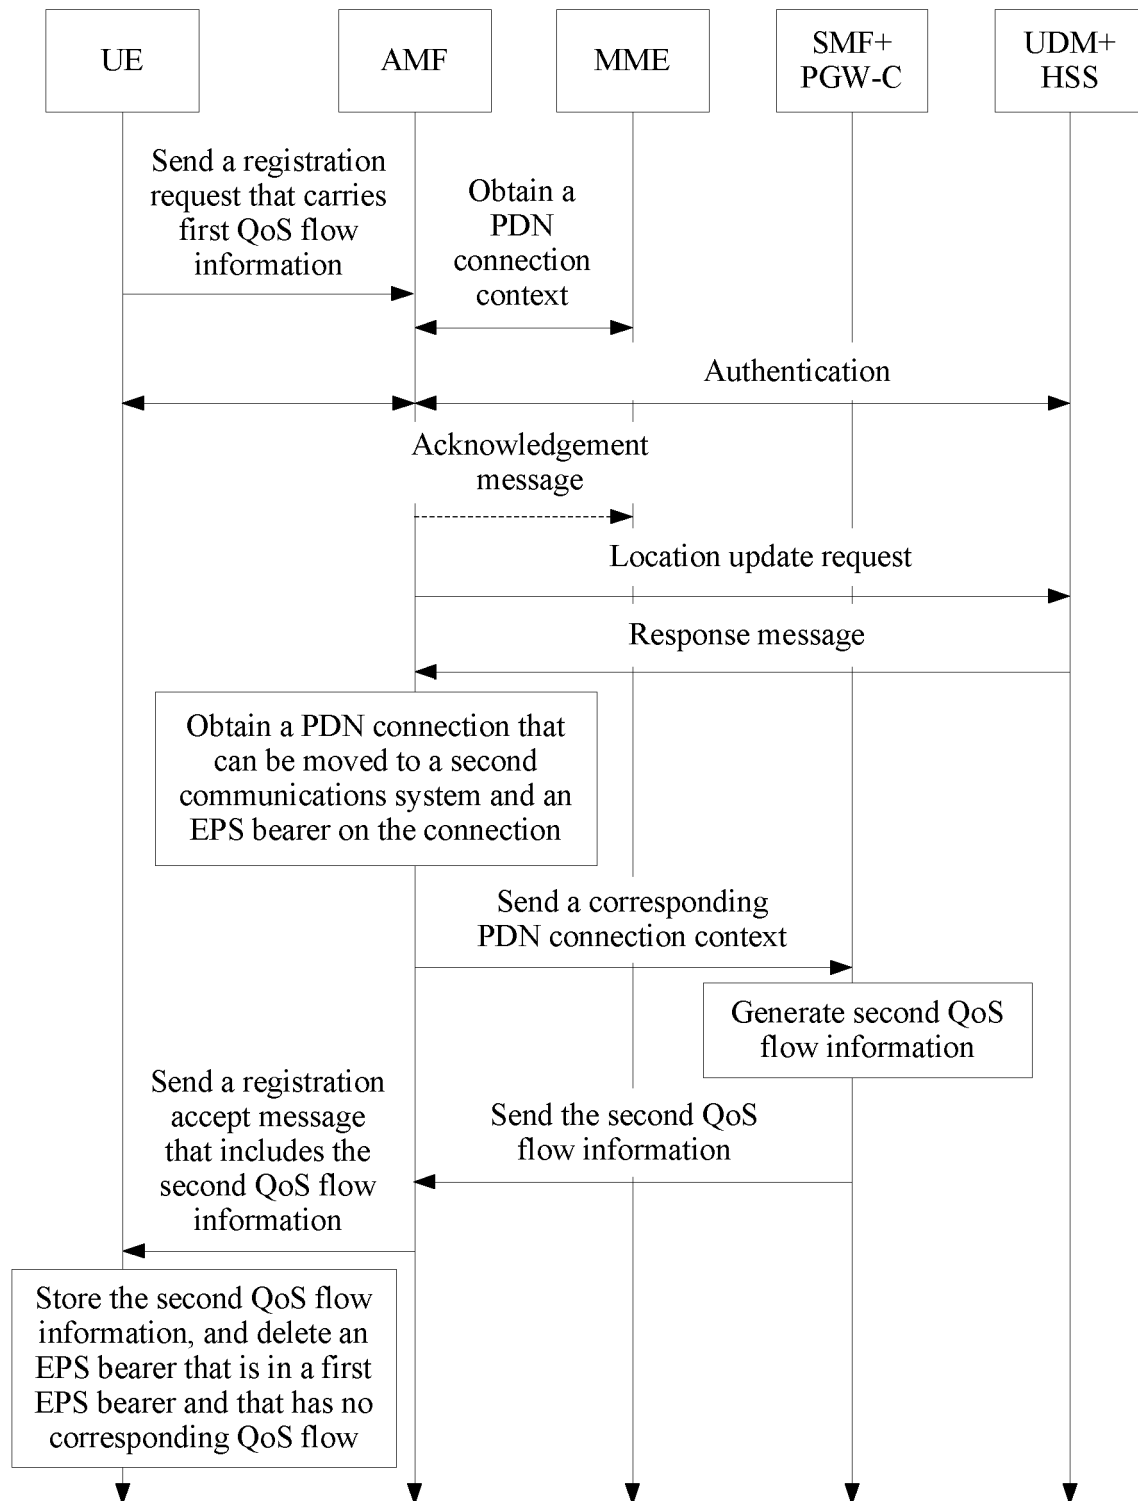 UE
AMF
MME
SMF+
PGW-C
UDM+
HSS
Send a registration
request that carries
first QoS flow
information
Obtain a
PDN
connection
context
Authentication
Acknowledgement
message
Location update request
Response message
Obtain a PDN connection that
can be moved to a second
communications system and an
EPS bearer on the connection
Send a corresponding
PDN connection context
Generate second QoS
flow information
Send the second QoS
flow information
Send a registration
accept message
that includes the
second QoS flow
information
Store the second QoS flow
information, and delete an
EPS bearer that is in a first
EPS bearer and that has no
corresponding QoS flow